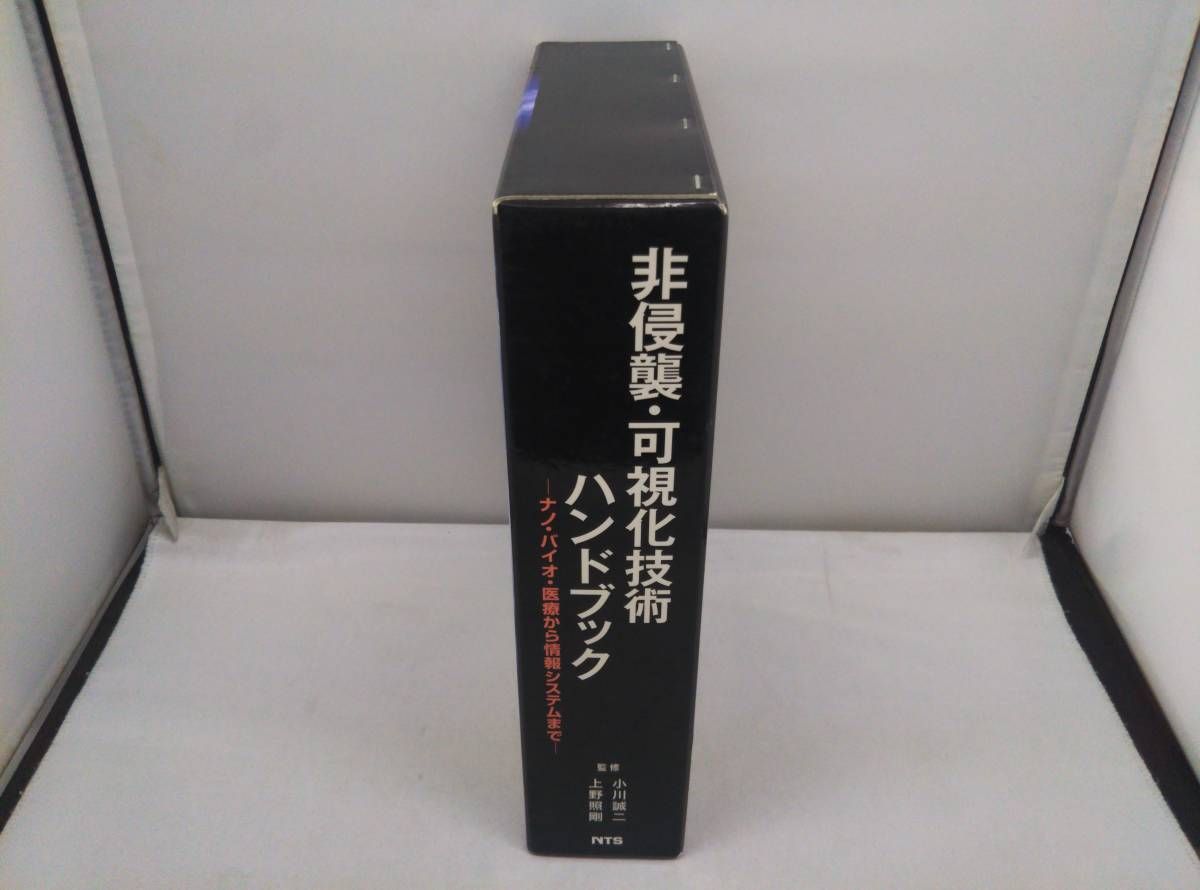 非侵襲・可視化技術
ハンドブック
―ナノ・バイオ・医療から情報システムまで―
監修
小川誠二
上野照剛
NTS